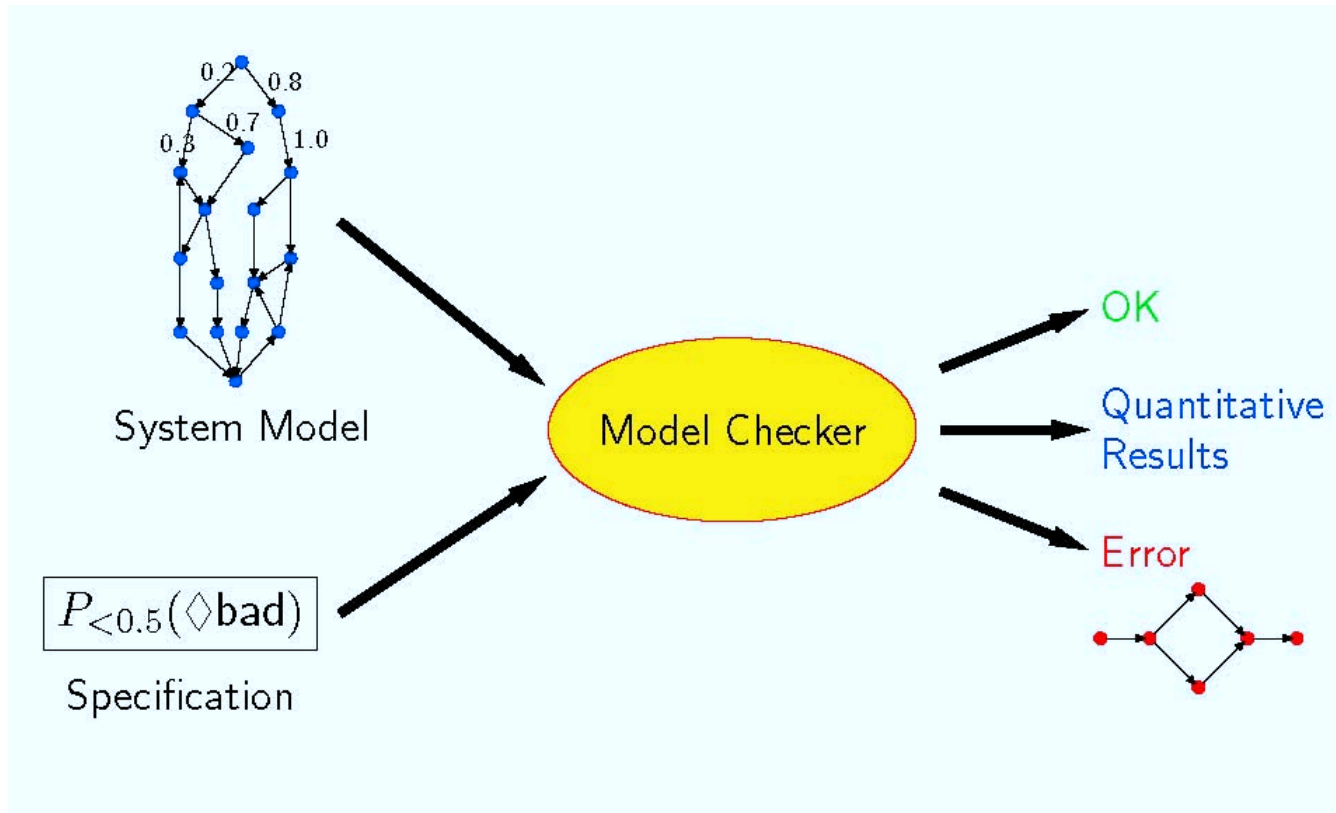 0.2
0.8
0.7
0.3
1.0
System Model
P<0.5(◊bad)
Specification
Model Checker
OK
Quantitative
Results
Error